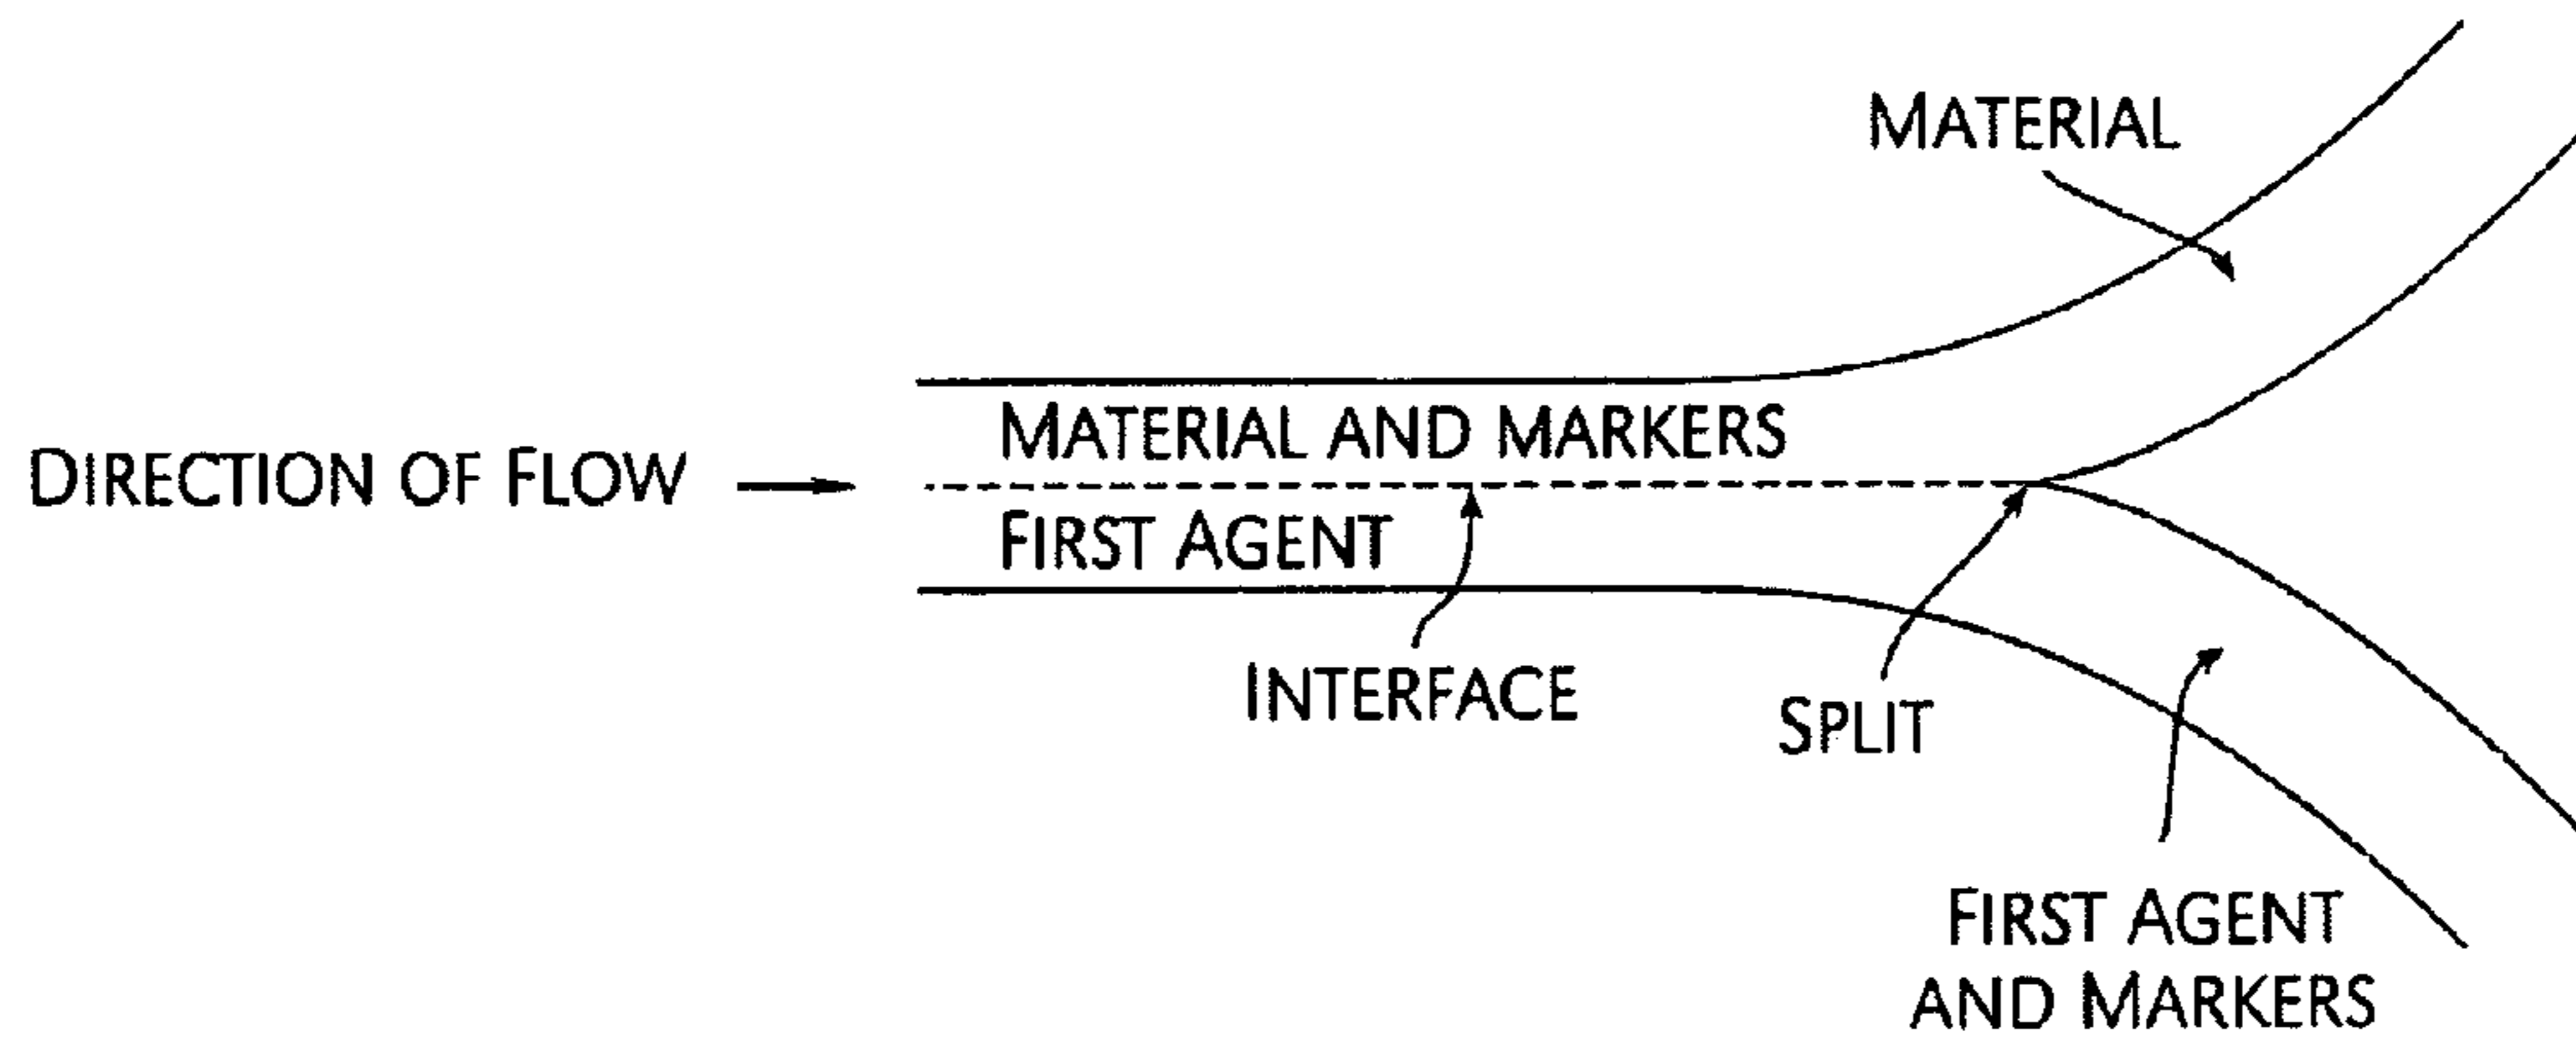 MATERIAL
MATERIAL AND MARKERS
DIRECTION OF FLOW
FIRST AGENT
INTERFACE
SPLIT
FIRST AGENT
AND MARKERS